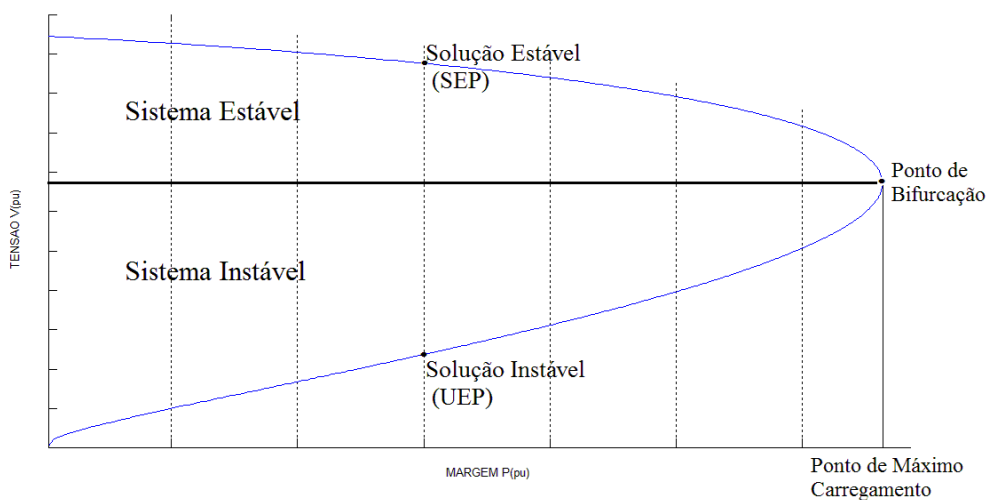 Solução Estável
(SEP)
Sistema Estável
Ponto de
Bifurcação
TENSAO V(pu)
Sistema Instável
Solução Instável
(UEP)
MARGEM P(pu)
Ponto de Máximo
Carregamento